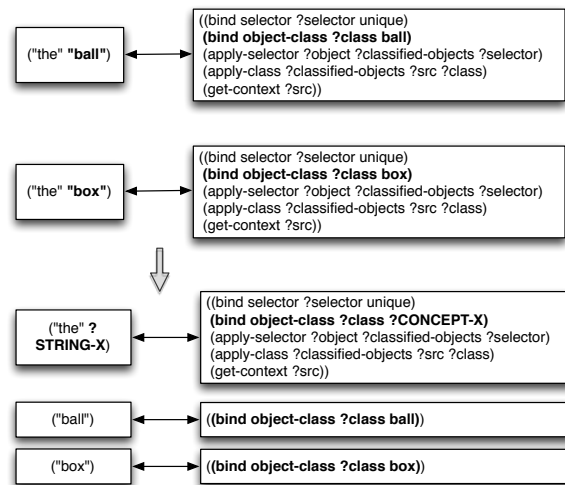 ("the" "ball")
((bind selector ?selector unique)
(bind object-class ?class ball)
(apply-selector ?object ?classified-objects ?selector)
(apply-class ?classified-objects ?src ?class)
(get-context ?src))
("the" "box")
((bind selector ?selector unique)
(bind object-class ?class box)
(apply-selector ?object ?classified-objects ?selector)
(apply-class ?classified-objects ?src ?class)
(get-context ?src))
("the" ?
STRING-X)
((bind selector ?selector unique)
(bind object-class ?class ?CONCEPT-X)
(apply-selector ?object ?classified-objects ?selector)
(apply-class ?classified-objects ?src ?class)
(get-context ?src))
("ball")
((bind object-class ?class ball))
("box")
((bind object-class ?class box))